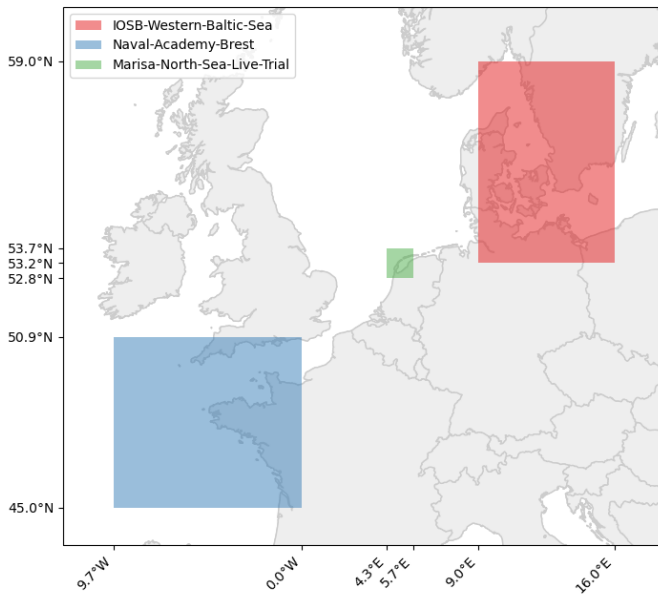 IOSB-Western-Baltic-Sea
Naval-Academy-Brest
Marisa-North-Sea-Live-Trial
59.0°N
53.7°N
53.2°N
52.8°N
50.9°N
45.0°N
9.7°W
0.0°W
4.3°E
5.7°E
9.0°E
16.0°E